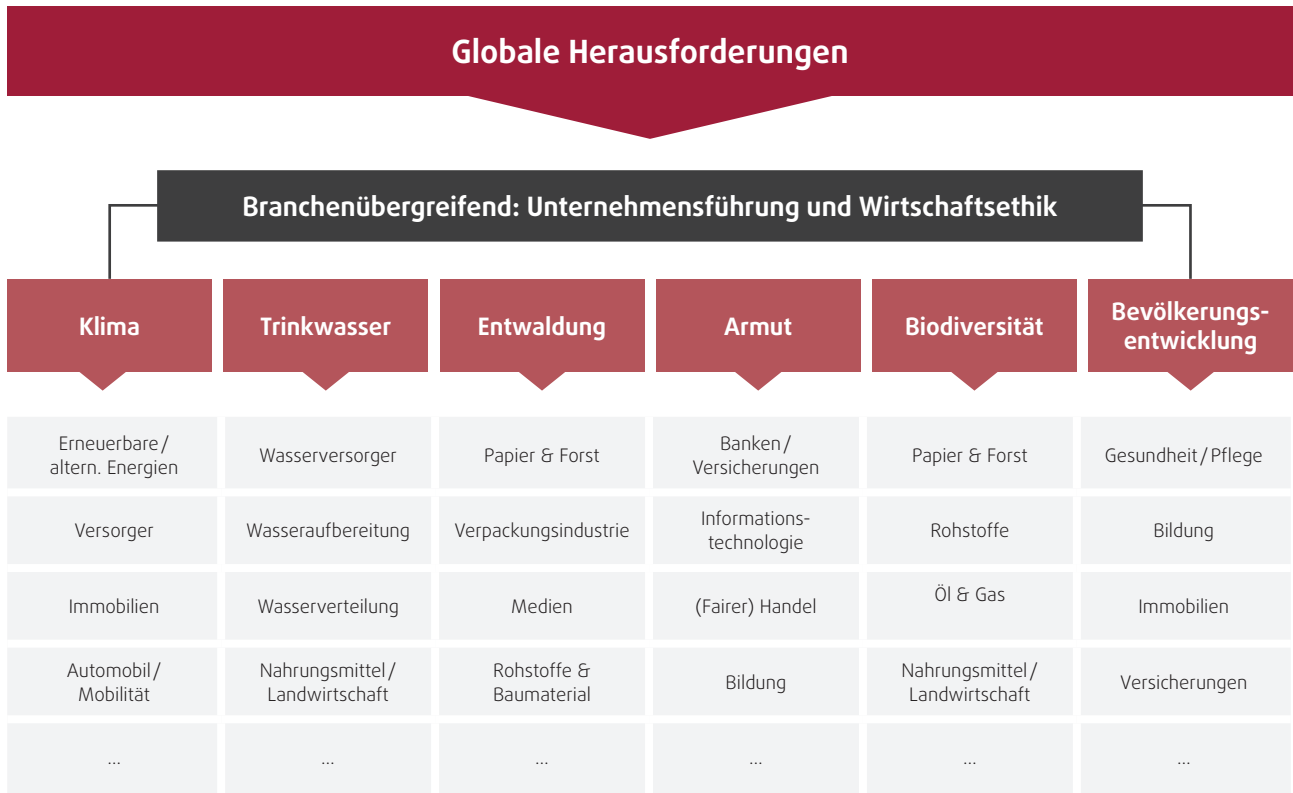 Globale Herausforderungen
Branchenübergreifend: Unternehmensführung und Wirtschaftsethik
Klima
Trinkwasser
Entwaldung
Armut
Biodiversität
Bevölkerungs-
entwicklung
Erneuerbare/
altern. Energien
Wasserversorger
Papier & Forst
Banken/
Versicherungen
Papier & Forst
Gesundheit/Pflege
Versorger
Wasseraufbereitung
Verpackungsindustrie
Informations-
technologie
Rohstoffe
Bildung
Immobilien
Wasserverteilung
Medien
(Fairer) Handel
Öl & Gas
Immobilien
Automobil/
Mobilität
Nahrungsmittel/
Landwirtschaft
Rohstoffe &
Baumaterial
Bildung
Nahrungsmittel/
Landwirtschaft
Versicherungen
...
...
...
...
...
...